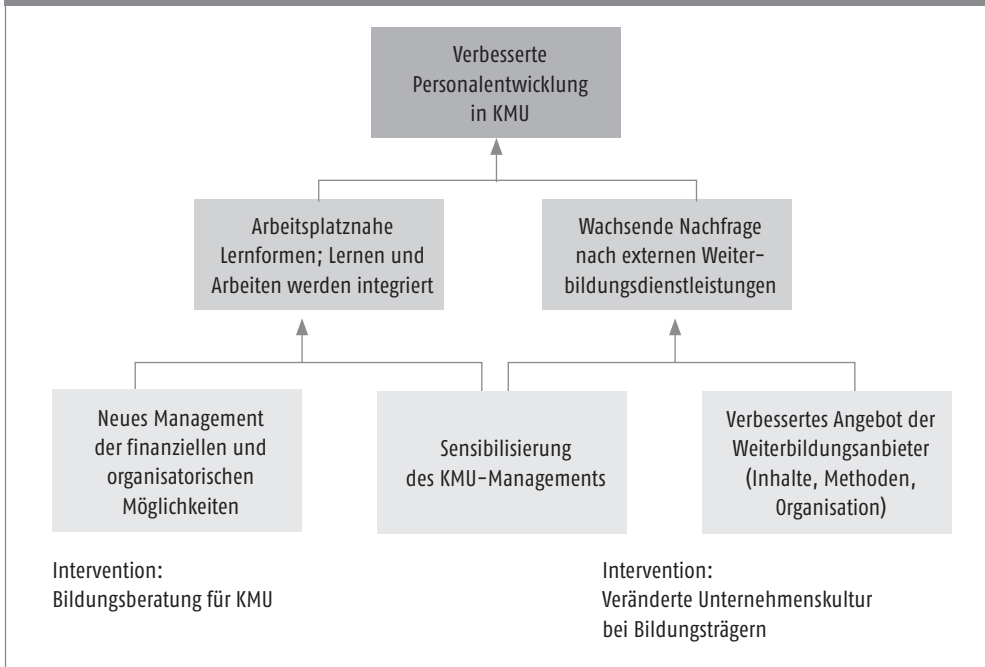 Verbesserte
Personalentwicklung
in KMU
Arbeitsplatznahe
Lernformen; Lernen und
Arbeiten werden integriert
Wachsende Nachfrage
nach externen Weiter-
bildungsdienstleistungen
Neues Management
der finanziellen und
organisatorischen
Möglichkeiten
Sensibilisierung
des KMU-Managements
Verbessertes Angebot der
Weiterbildungsanbieter
(Inhalte, Methoden,
Organisation)
Intervention:
Bildungsberatung für KMU
Intervention:
Veränderte Unternehmenskultur
bei Bildungsträgern